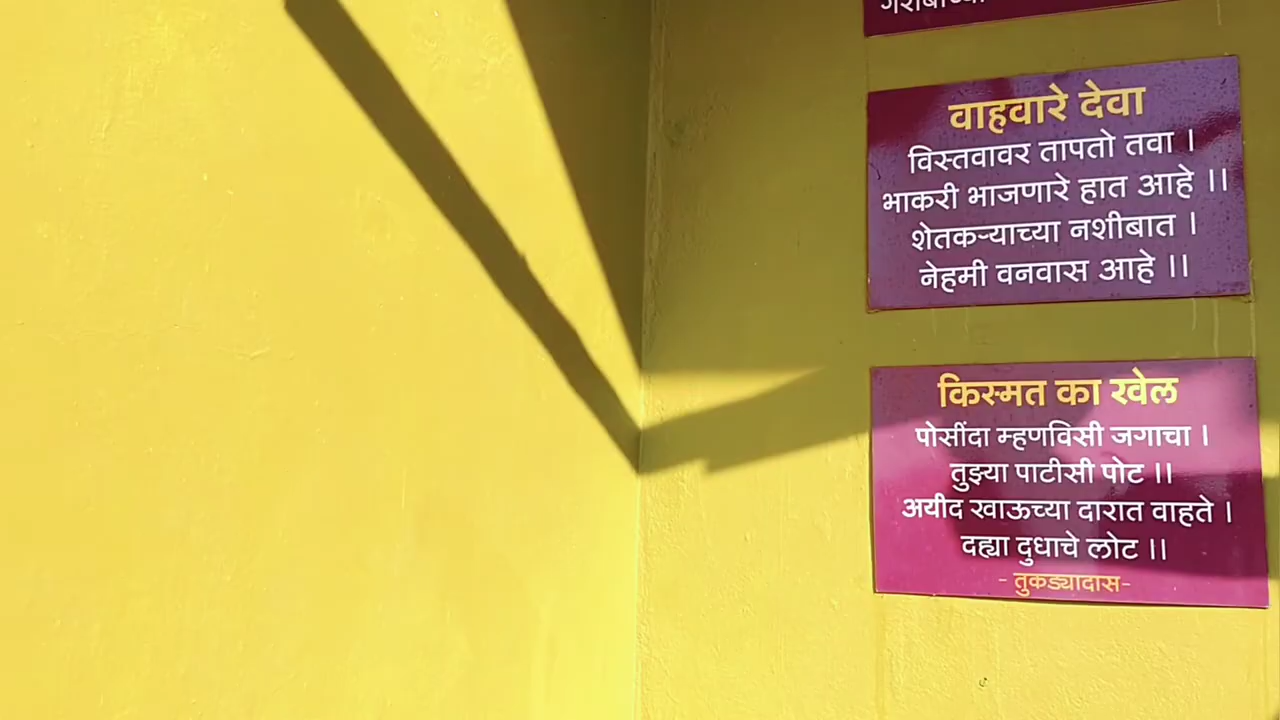 वाहवारे देवा
विस्तवावर तापतो तवा ।
भाकरी भाजणारे हात आहे ।।
शेतकऱ्याच्या नशीबात ।
नेहमी वनवास आहे ।।
किस्मत का खेल
पोसींदा म्हणविसी जगाचा ।
तुझ्या पाटीसी पोट ।।
अयीद खाऊच्या दारात वाहते ।
दह्या दुधाचे लोट ।।
- तुकड्यादास-